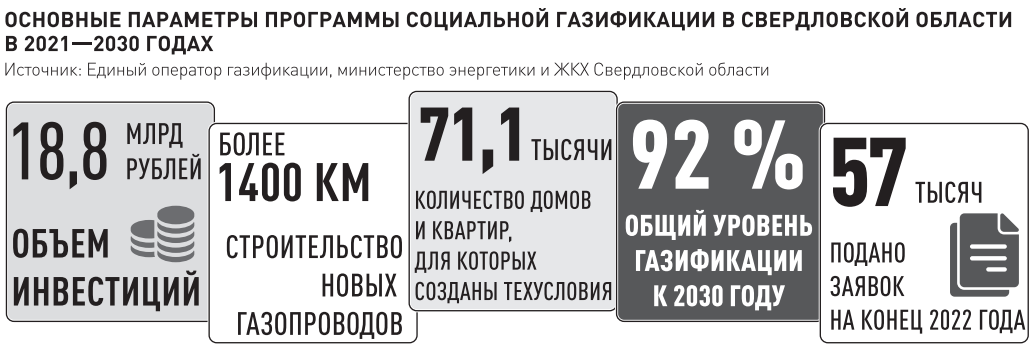 ОСНОВНЫЕ ПАРАМЕТРЫ ПРОГРАММЫ СОЦИАЛЬНОЙ ГАЗИФИКАЦИИ В СВЕРДЛОВСКОЙ ОБЛАСТИ
В 2021—2030 ГОДАХ
Источник: Единый оператор газификации, министерство энергетики и ЖКХ Свердловской области
18,8 МЛРД
РУБЛЕЙ
ОБЪЕМ
ИНВЕСТИЦИЙ
БОЛЕЕ
1400 КМ
СТРОИТЕЛЬСТВО
НОВЫХ
ГАЗОПРОВОДОВ
71,1 ТЫСЯЧИ
КОЛИЧЕСТВО ДОМОВ
И КВАРТИР,
ДЛЯ КОТОРЫХ
СОЗДАНЫ ТЕХУСЛОВИЯ
92 %
ОБЩИЙ УРОВЕНЬ
ГАЗИФИКАЦИИ
К 2030 ГОДУ
57 ТЫСЯЧ
ПОДАНО
ЗАЯВОК
НА КОНЕЦ 2022 ГОДА